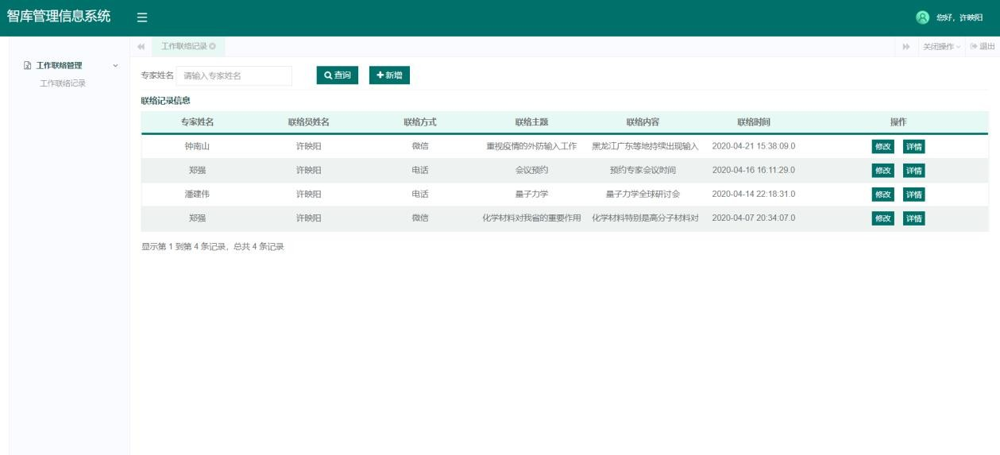 智库管理信息系统
您好，许映阳
工作联络记录
关闭操作
退出
工作联络管理
工作联络记录
专家姓名 请输入专家姓名 查询 新增
联络记录信息
专家姓名 联络员姓名 联络方式 联络主题 联络内容 联络时间 操作
钟南山 许映阳 微信 重视疫情的外防输入工作 黑龙江广东等地持续出现输入 2020-04-21 15:38:09.0 修改 详情
郑强 许映阳 电话 会议预约 预约专家会议时间 2020-04-16 16:11:29.0 修改 详情
潘建伟 许映阳 电话 量子力学 量子力学全球研讨会 2020-04-14 22:18:31.0 修改 详情
郑强 许映阳 微信 化学材料对我省的重要作用 化学材料特别是高分子材料对 2020-04-07 20:34:07.0 修改 详情
显示第 1 到第 4 条记录，总共 4 条记录